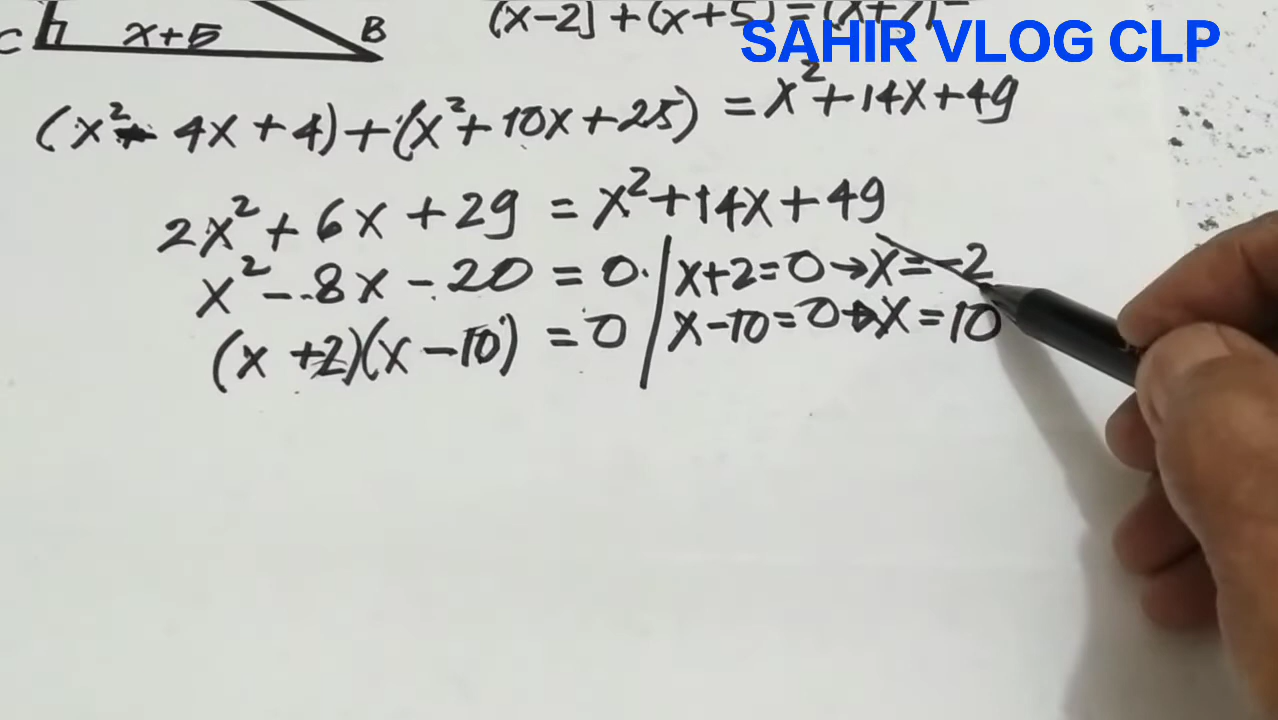 C x+5 B
(x-2) + (x+5) = (x+7)
SAHIR VLOG CLP
(x² - 4x + 4) + (x² + 10x + 25) = x² + 14x + 49
2x² + 6x + 29 = x² + 14x + 49
x² - 8x - 20 = 0 x+2=0→x=-2
(x +2)(x -10) = 0 x-10=0→x=10